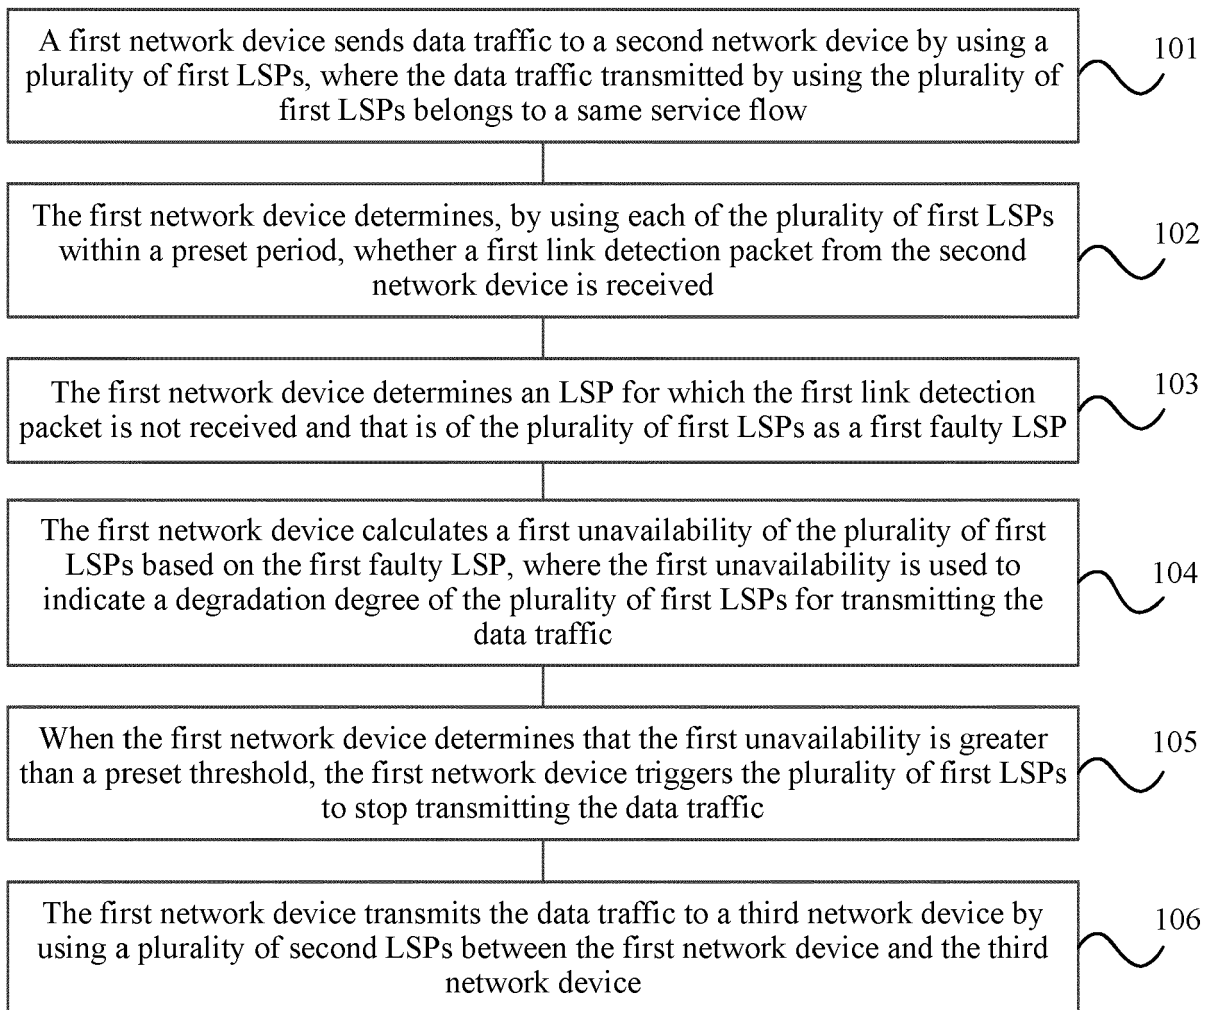 A first network device sends data traffic to a second network device by using a
plurality of first LSPs, where the data traffic transmitted by using the plurality of
first LSPs belongs to a same service flow
101
The first network device determines, by using each of the plurality of first LSPs
within a preset period, whether a first link detection packet from the second
network device is received
102
The first network device determines an LSP for which the first link detection
packet is not received and that is of the plurality of first LSPs as a first faulty LSP
103
The first network device calculates a first unavailability of the plurality of first
LSPs based on the first faulty LSP, where the first unavailability is used to
indicate a degradation degree of the plurality of first LSPs for transmitting the
data traffic
104
When the first network device determines that the first unavailability is greater
than a preset threshold, the first network device triggers the plurality of first LSPs
to stop transmitting the data traffic
105
The first network device transmits the data traffic to a third network device by
using a plurality of second LSPs between the first network device and the third
network device
106